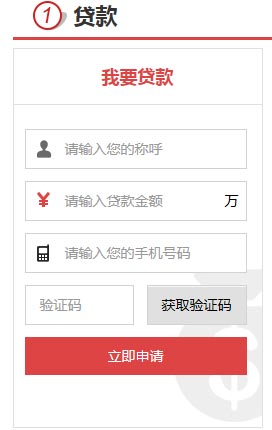 1 贷款
我要贷款
请输入您的称呼
¥ 请输入贷款金额 万
请输入您的手机号码
验证码 获取验证码
立即申请
$